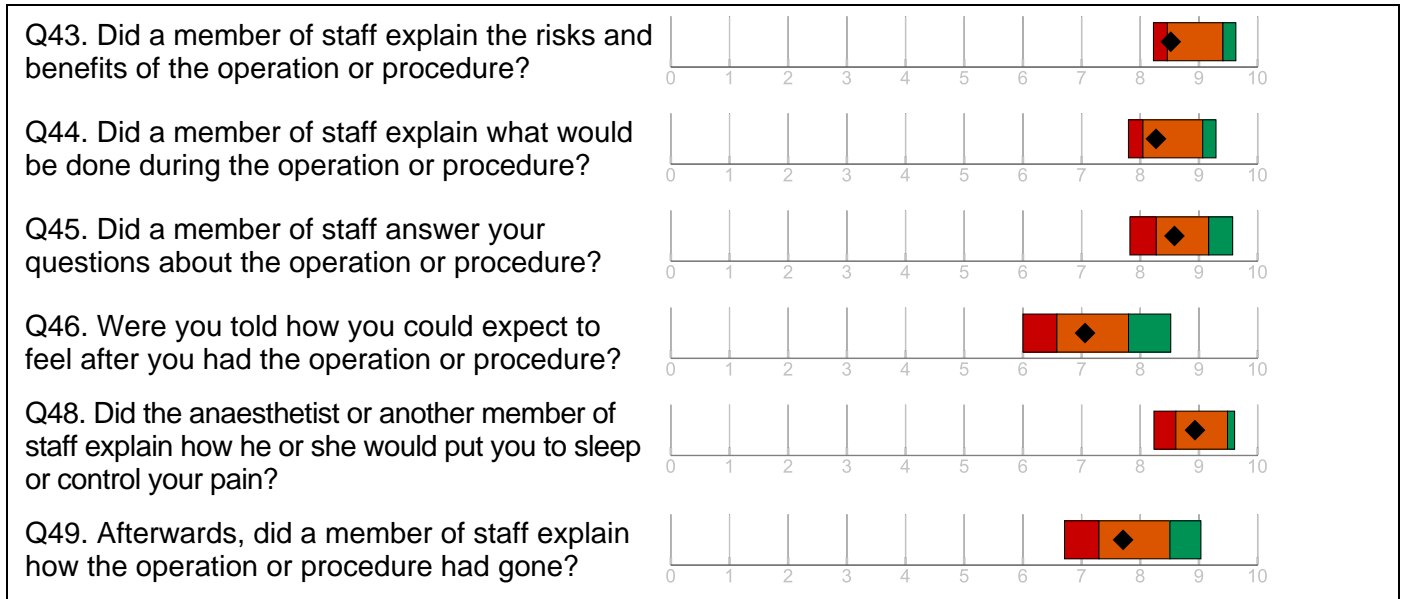 Q43. Did a member of staff explain the risks and
benefits of the operation or procedure?
0 1 2 3 4 5 6 7 8 9 10
Q44. Did a member of staff explain what would
be done during the operation or procedure?
0 1 2 3 4 5 6 7 8 9 10
Q45. Did a member of staff answer your
questions about the operation or procedure?
0 1 2 3 4 5 6 7 8 9 10
Q46. Were you told how you could expect to
feel after you had the operation or procedure?
0 1 2 3 4 5 6 7 8 9 10
Q48. Did the anaesthetist or another member of
staff explain how he or she would put you to sleep
or control your pain?
0 1 2 3 4 5 6 7 8 9 10
Q49. Afterwards, did a member of staff explain
how the operation or procedure had gone?
0 1 2 3 4 5 6 7 8 9 10